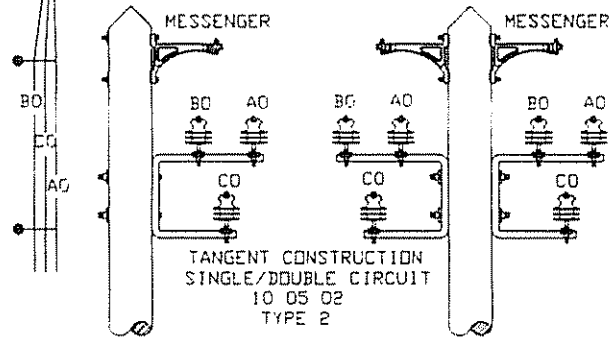 MESSENGER
MESSENGER
BO AO
BO AO
BO AO
BO
CO
AO
CO
CO
CO
TANGENT CONSTRUCTION
SINGLE/DOUBLE CIRCUIT
10 05 02
TYPE 2